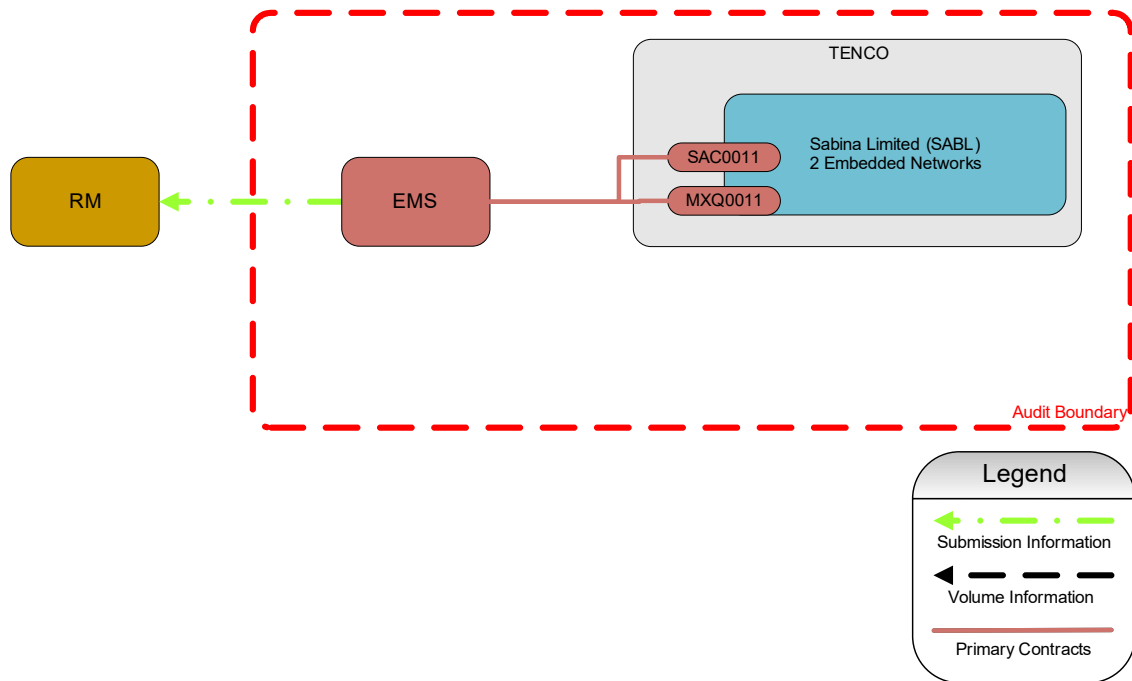 TENCO
Sabina Limited (SABL)
2 Embedded Networks
SAC0011
MXQ0011
RM
EMS
Audit Boundary
Legend
Submission Information
Volume Information
Primary Contracts